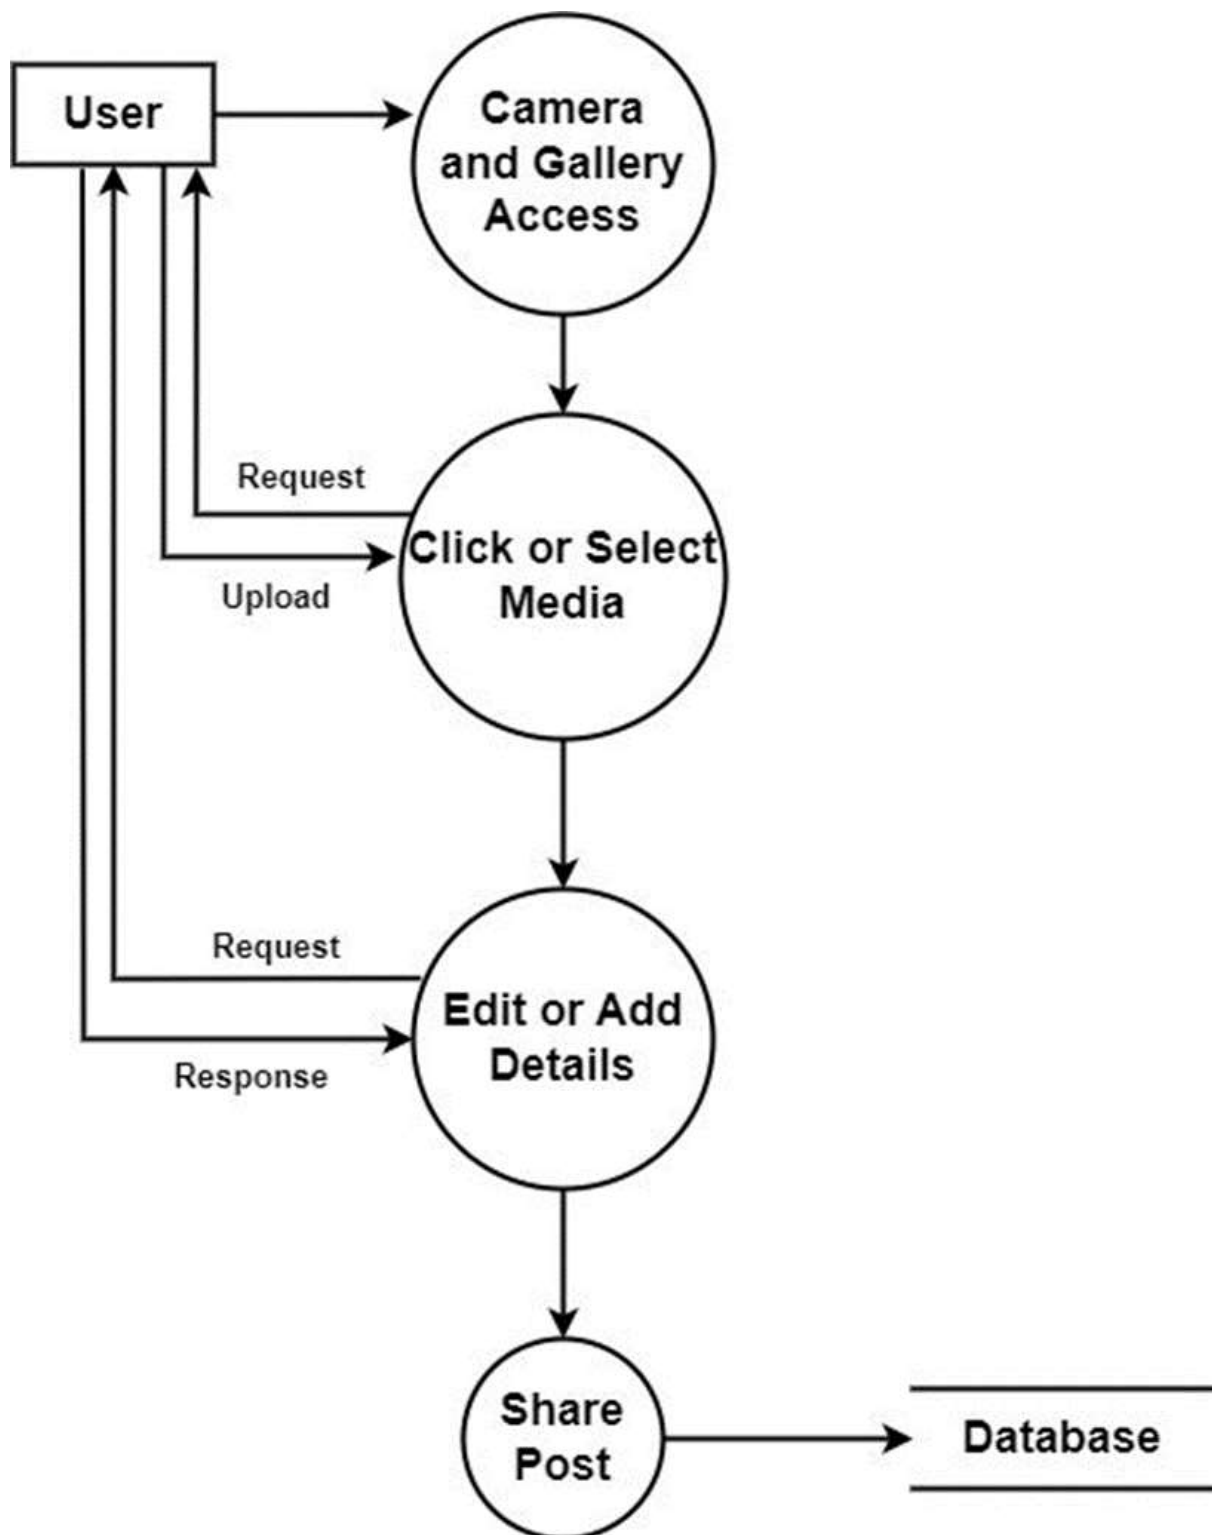 User
Camera
and Gallery
Access
Request
Click or Select
Media
Upload
Request
Edit or Add
Details
Response
Share
Post
Database